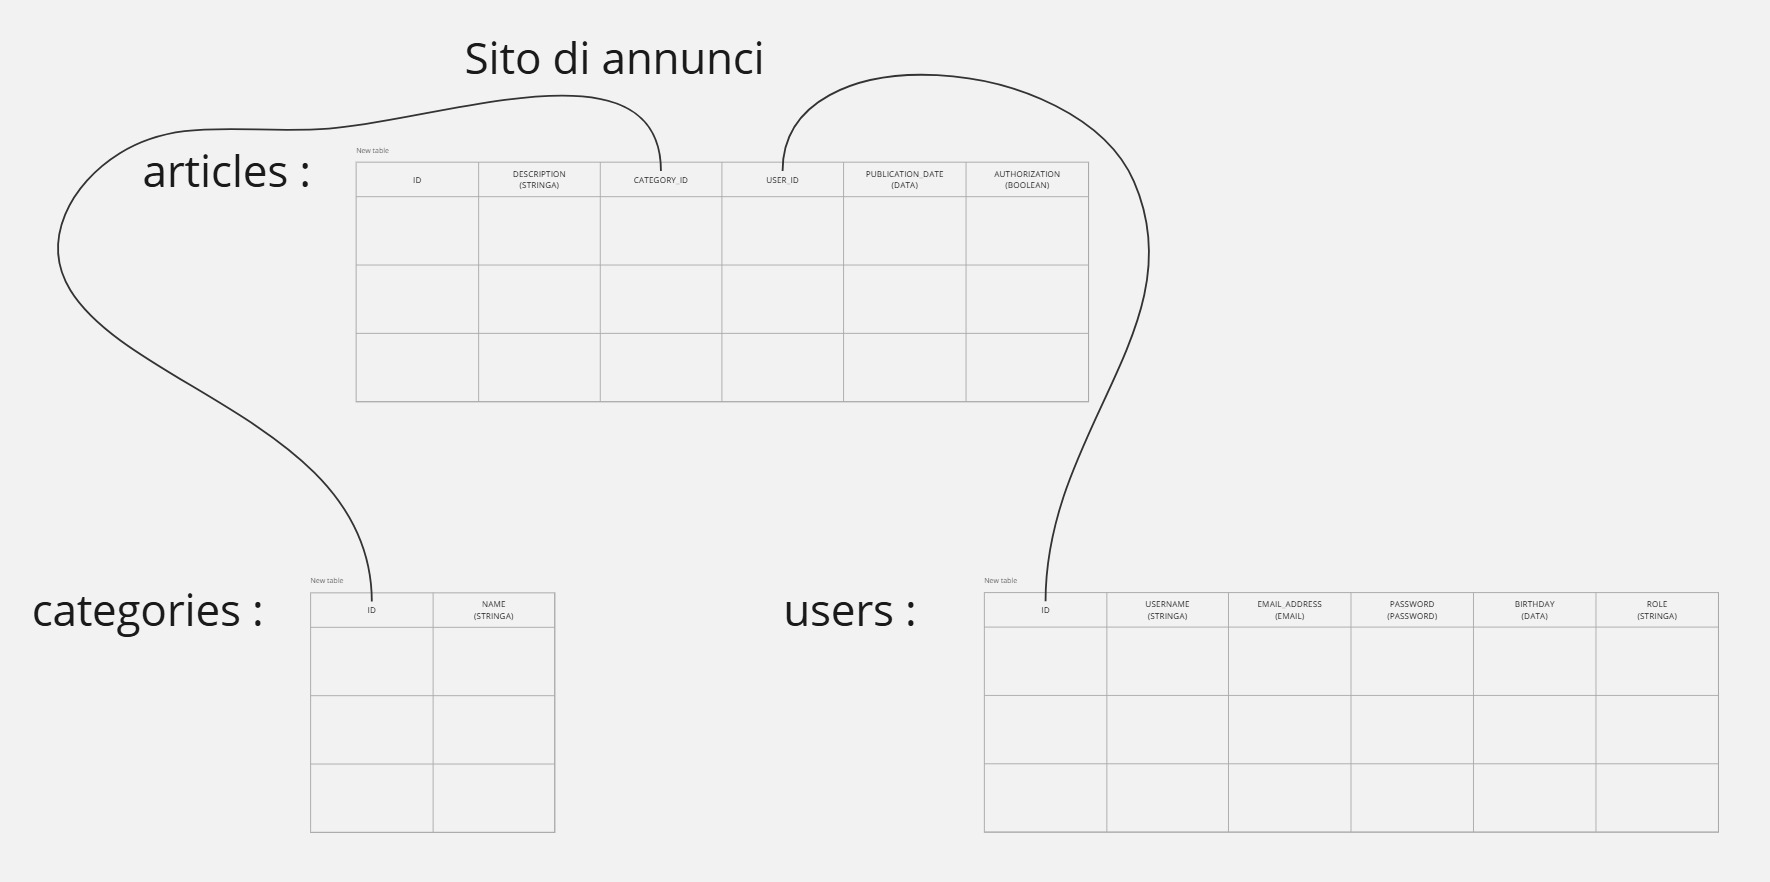 Sito di annunci
articles :
New table
ID
DESCRIPTION
(STRINGA)
CATEGORY_ID
USER_ID
PUBLICATION_DATE
(DATA)
AUTHORIZATION
(BOOLEAN)
categories :
New table
ID
NAME
(STRINGA)
users :
New table
ID
USERNAME
(STRINGA)
EMAIL_ADDRESS
(EMAIL)
PASSWORD
(PASSWORD)
BIRTHDAY
(DATA)
ROLE
(STRINGA)